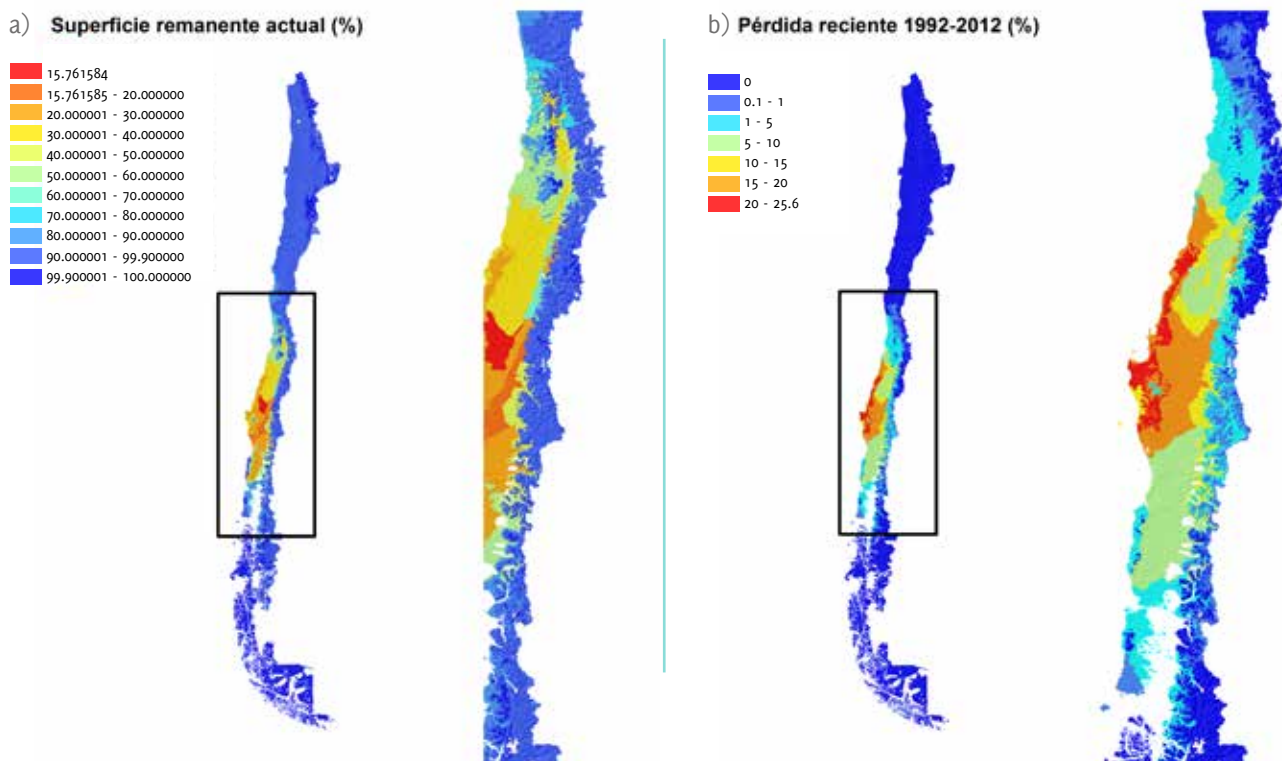 a) Superficie remanente actual (%)
15.761584
15.761585 - 20.000000
20.000001 - 30.000000
30.000001 - 40.000000
40.000001 - 50.000000
50.000001 - 60.000000
60.000001 - 70.000000
70.000001 - 80.000000
80.000001 - 90.000000
90.000001 - 99.900000
99.900001 - 100.000000
b) Pérdida reciente 1992-2012 (%)
0
0.1 - 1
1 - 5
5 - 10
10 - 15
15 - 20
20 - 25.6